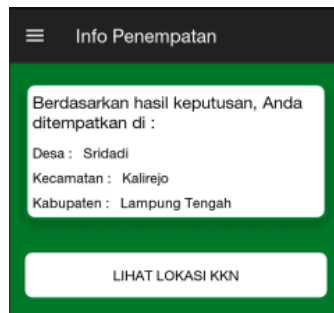 Info Penempatan
Berdasarkan hasil keputusan, Anda
ditempatkan di :
Desa : Sridadi
Kecamatan : Kalirejo
Kabupaten : Lampung Tengah
LIHAT LOKASI KKN